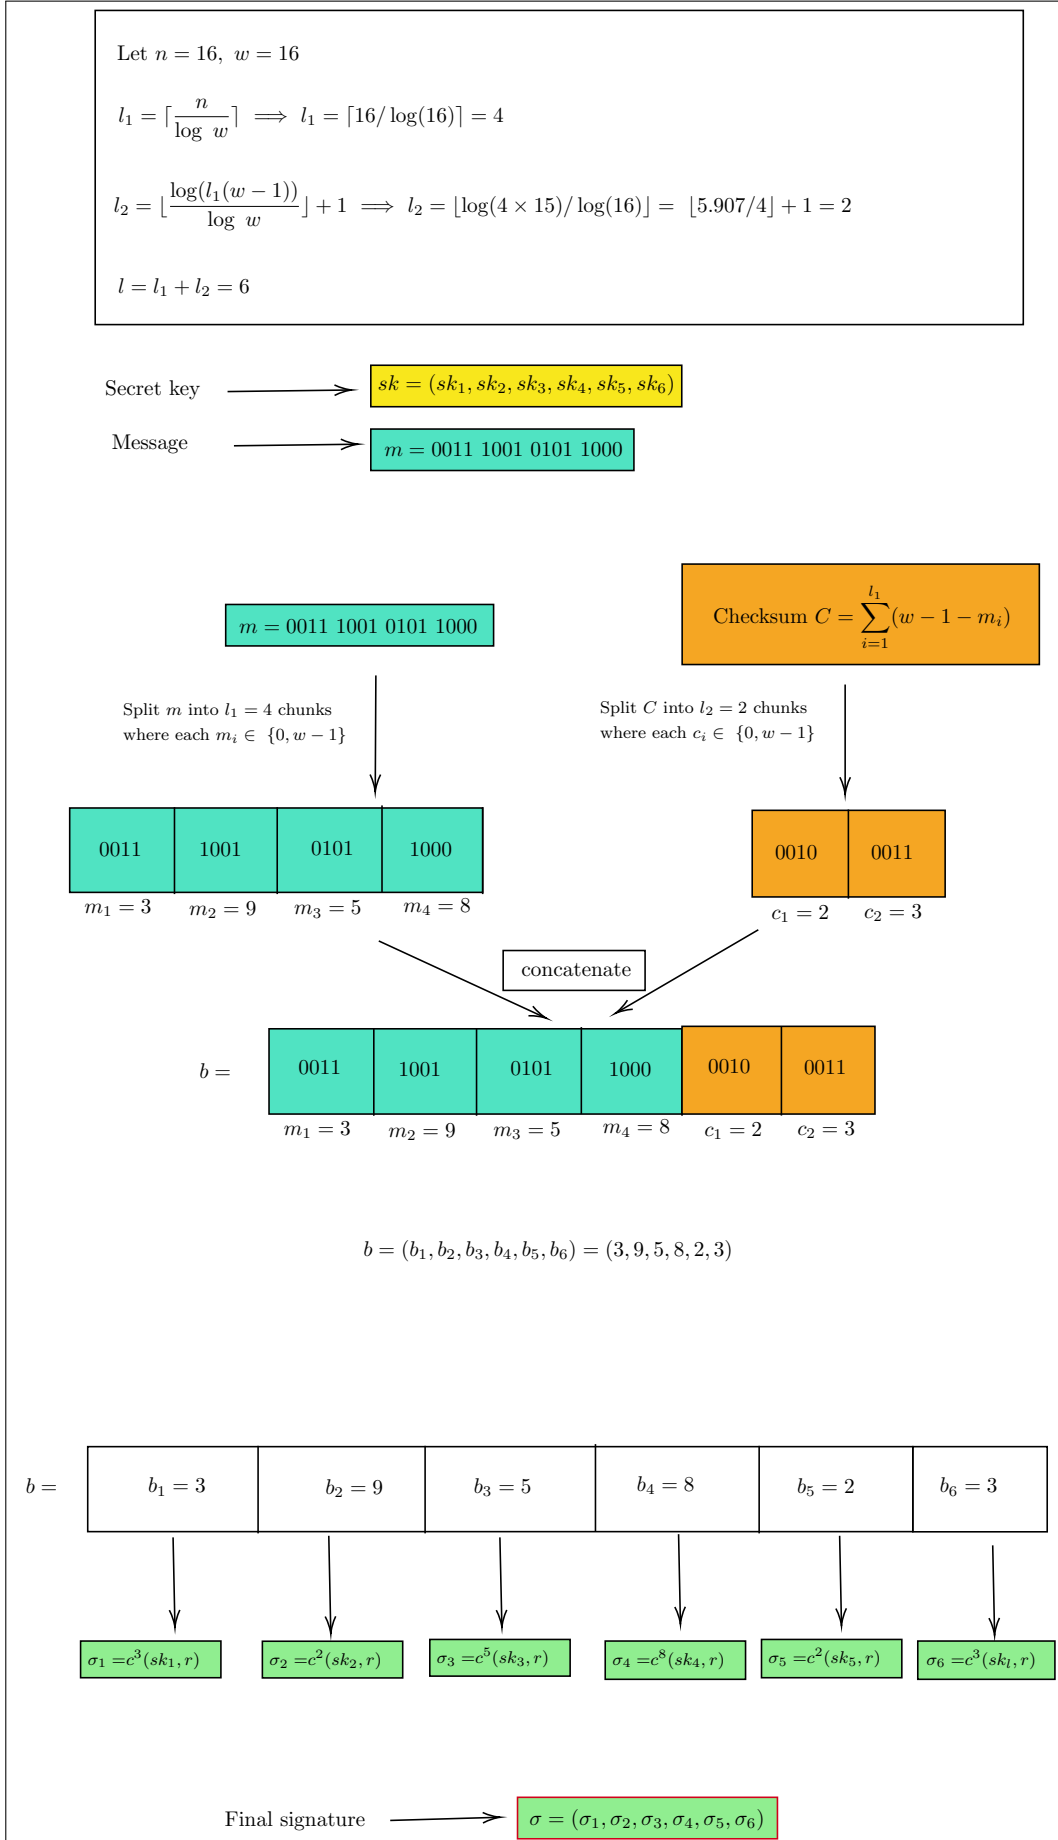 Let n = 16, w = 16
l₁ = ⌈n / log w⌉ ⟹ l₁ = ⌈16/ log(16)⌉ = 4
l₂ = ⌊log(l₁(w − 1)) / log w⌋ + 1 ⟹ l₂ = ⌊log(4 × 15)/ log(16)⌋ = ⌊5.907/4⌋ + 1 = 2
l = l₁ + l₂ = 6
Secret key
sk = (sk₁, sk₂, sk₃, sk₄, sk₅, sk₆)
Message
m = 0011 1001 0101 1000
m = 0011 1001 0101 1000
Checksum C = ∑_{i=1}^{l₁} (w − 1 − mᵢ)
Split m into l₁ = 4 chunks
where each mᵢ ∈ {0, w − 1}
Split C into l₂ = 2 chunks
where each cᵢ ∈ {0, w − 1}
0011 1001 0101 1000
m₁ = 3 m₂ = 9 m₃ = 5 m₄ = 8
0010 0011
c₁ = 2 c₂ = 3
concatenate
b = 0011 1001 0101 1000 0010 0011
m₁ = 3 m₂ = 9 m₃ = 5 m₄ = 8 c₁ = 2 c₂ = 3
b = (b₁, b₂, b₃, b₄, b₅, b₆) = (3, 9, 5, 8, 2, 3)
b = b₁ = 3 b₂ = 9 b₃ = 5 b₄ = 8 b₅ = 2 b₆ = 3
σ₁ =c³(sk₁, r) σ₂ =c²(sk₂, r) σ₃ =c⁵(sk₃, r) σ₄ =c⁸(sk₄, r) σ₅ =c²(sk₅, r) σ₆ =c³(sk_l, r)
Final signature
σ = (σ₁, σ₂, σ₃, σ₄, σ₅, σ₆)